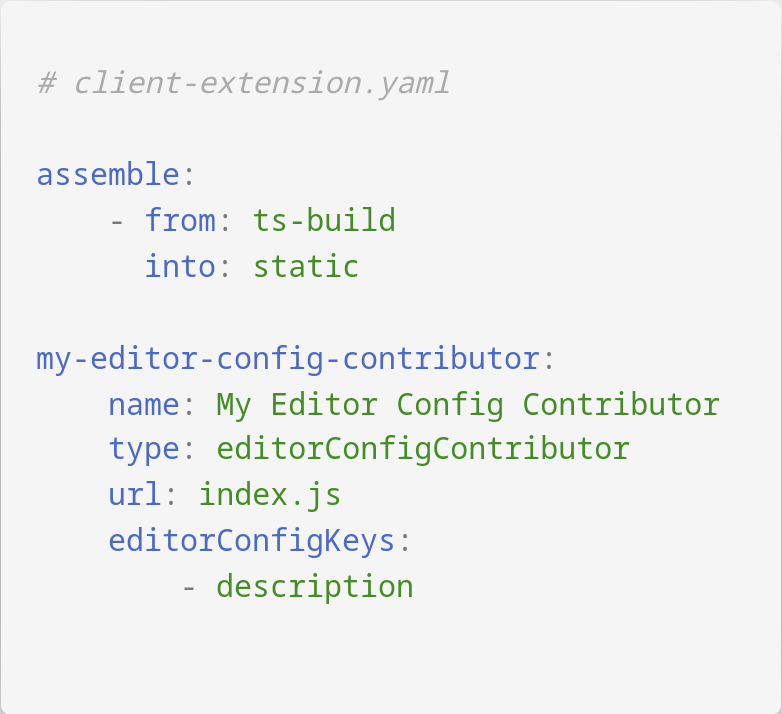 # client-extension.yaml
assemble:
    - from: ts-build
      into: static
my-editor-config-contributor:
    name: My Editor Config Contributor
    type: editorConfigContributor
    url: index.js
    editorConfigKeys:
        - description